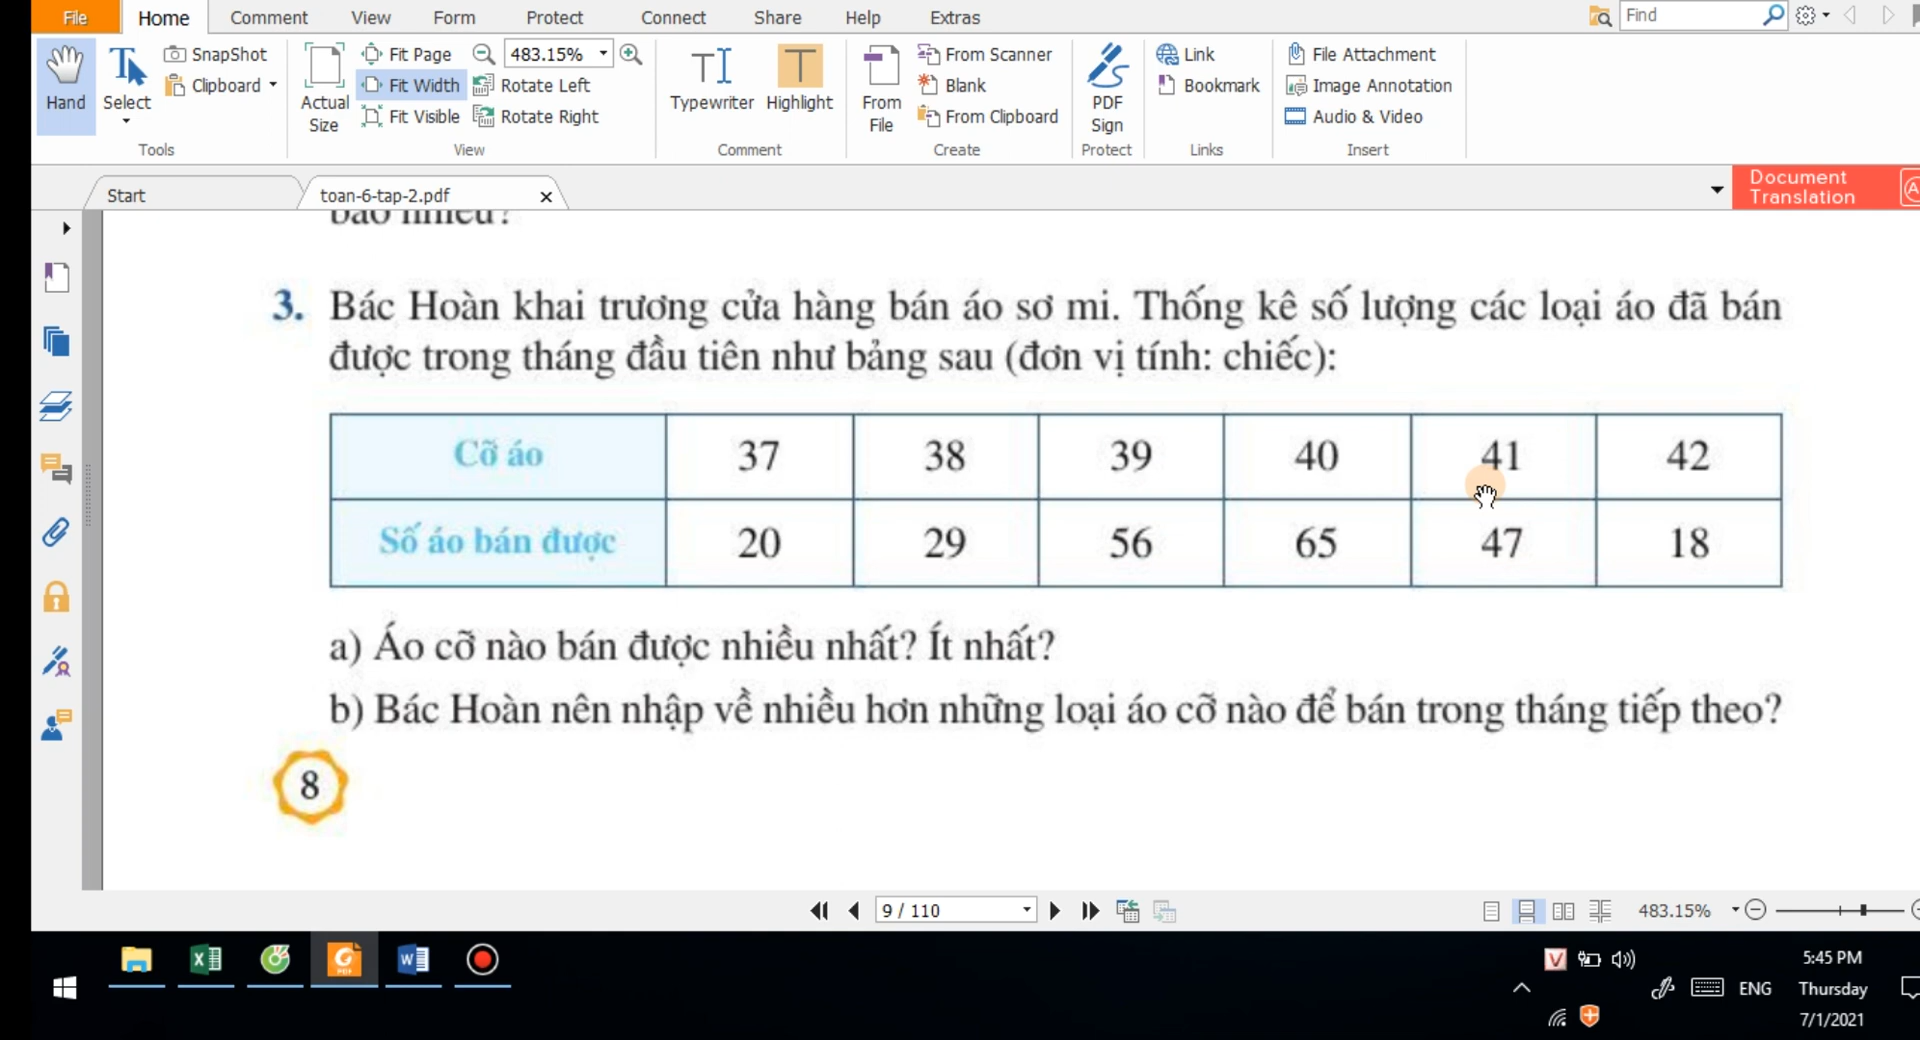 File Home Comment View Form Protect Connect Share Help Extras Find
SnapShot Fit Page 483.15% From Scanner Link File Attachment
Clipboard Fit Width Rotate Left Blank Bookmark Image Annotation
Hand Select Actual Size Fit Visible Rotate Right Typewriter Highlight From File From Clipboard PDF Sign Audio & Video
Tools View Comment Create Protect Links Insert
Start toan-6-tap-2.pdf Document Translation
bao nhiêu?
3. Bác Hoàn khai trương cửa hàng bán áo sơ mi. Thống kê số lượng các loại áo đã bán
được trong tháng đầu tiên như bảng sau (đơn vị tính: chiếc):
Cỡ áo 37 38 39 40 41 42
Số áo bán được 20 29 56 65 47 18
a) Áo cỡ nào bán được nhiều nhất? Ít nhất?
b) Bác Hoàn nên nhập về nhiều hơn những loại áo cỡ nào để bán trong tháng tiếp theo?
8
9 / 110 483.15%
5:45 PM
ENG Thursday
7/1/2021